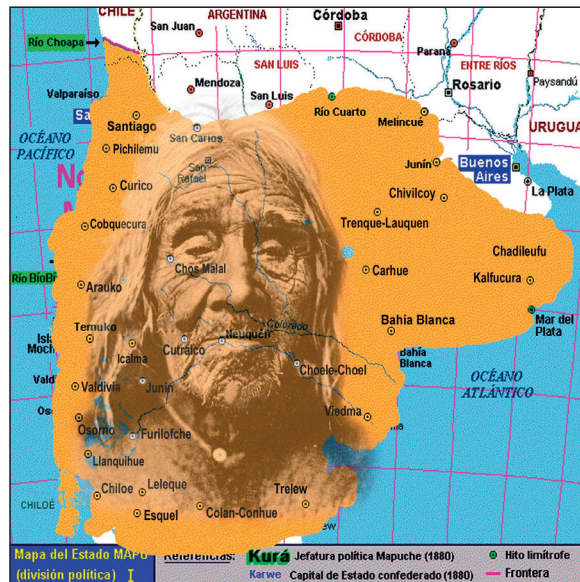 CHILE
ARGENTINA
Córdoba
San Juan
CÓRDOBA
Río Choapa
Paraná
SAN LUIS
ENTRE RÍOS
Mendoza
Rosario
Paysandú
Valparaíso
San Luis
Río Cuarto
Melincué
Santiago
URUGUA
San Carlos
OCÉANO
PACÍFICO
Pichilemu
Junín
Buenos
Aires
San
Rafael
La Plata
Curico
Chivilcoy
Trenque-Lauquen
Cobquecura
Chadileufu
Chos Malal
Carhue
Kalfucura
Río BíoBí
Arauko
Mar del
Plata
Temuko
Colorado
Bahía Blanca
Neuquén
Cutralco
Icalma
Bahía
Blanca
Choele-Choel
OCÉANO
ATLÁNTICO
Valdivia
Junín
Viedma
Osorno
Furilofche
Llanquihue
Chiloe
Leleque
Trelew
CHILOÉ
Esquel
Colan-Conhue
Mapa del Estado MAPU
(división política) I
Referencias:
Kurá Jefatura política Mapuche (1880)
Hito limítrofe
Karwe Capital de Estado confederado (1880)
Frontera